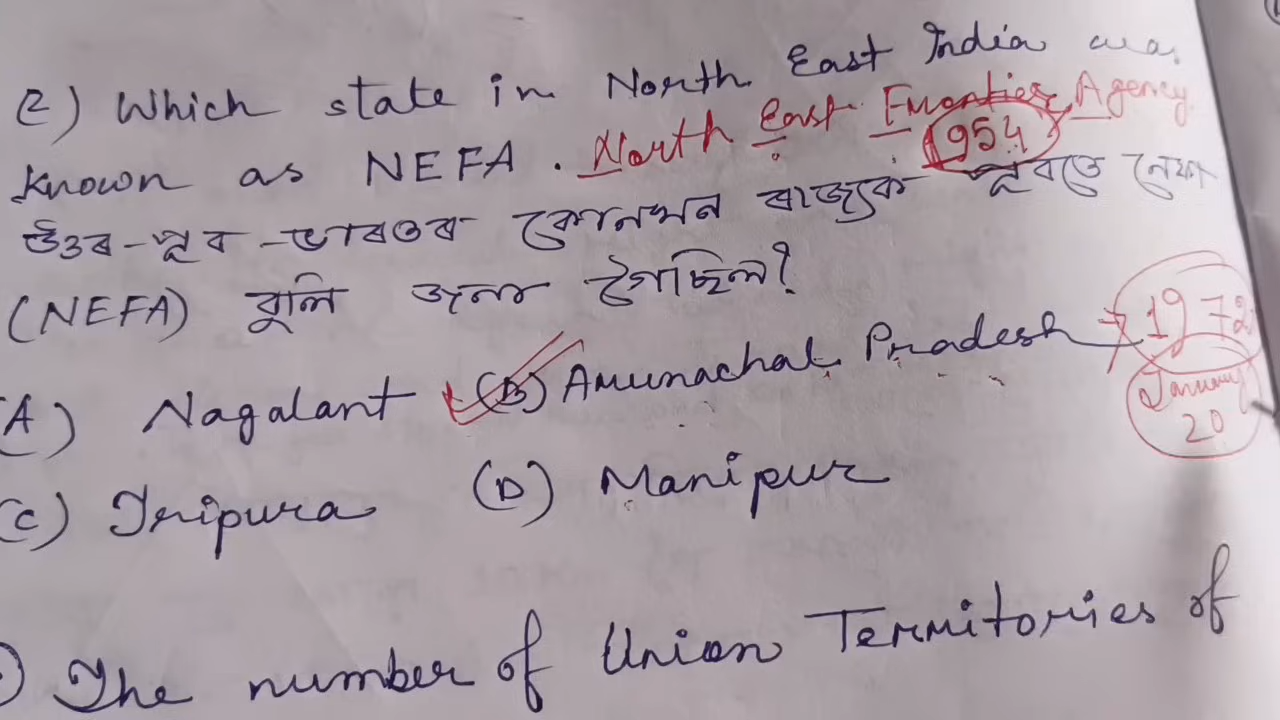 2) Which state in North East India was
known as NEFA. North East Frontier Agency
1954
উত্তৰ-পূব-ভাৰতৰ কোনখন ৰাজ্যক পূৰ্বতে নেফা
(NEFA) বুলি জনা গৈছিল?
A) Nagalant (B) Arunachal Pradesh → 1972
January
20
C) Tripura (D) Manipur
The number of Union Territories of